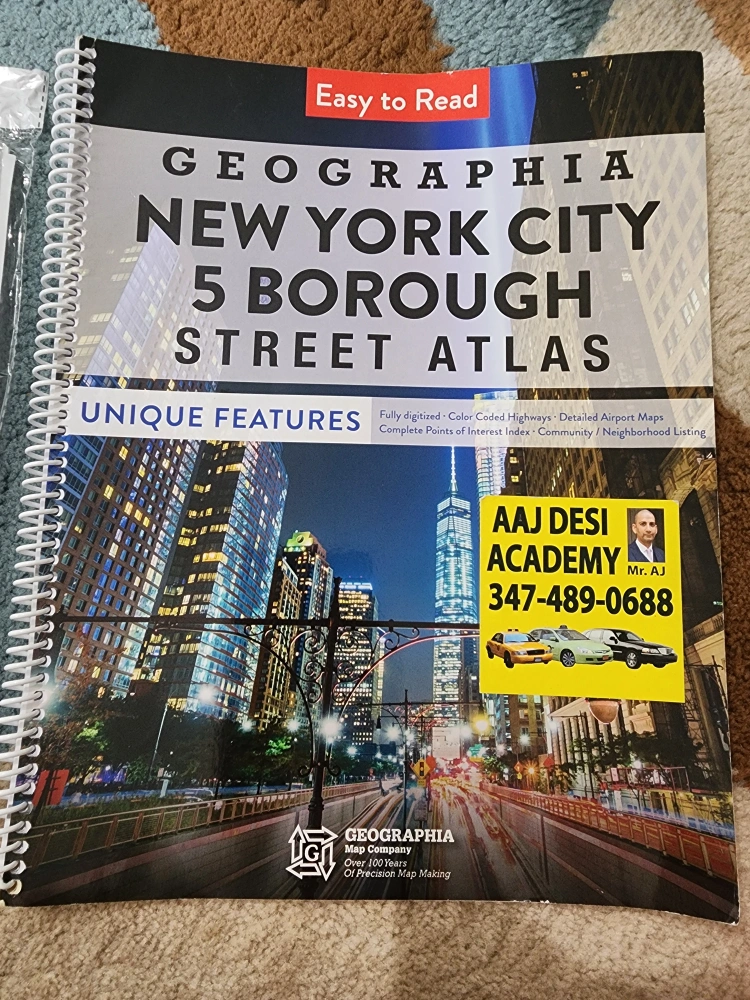 Easy to Read
GEOGRAPHIA
NEW YORK CITY
5 BOROUGH
STREET ATLAS
UNIQUE FEATURES
Fully digitized · Color Coded Highways · Detailed Airport Maps
Complete Points of Interest Index · Community / Neighborhood Listing
AAJ DESI
ACADEMY
Mr. AJ
347-489-0688
G
GEOGRAPHIA
Map Company
Over 100 Years
Of Precision Map Making